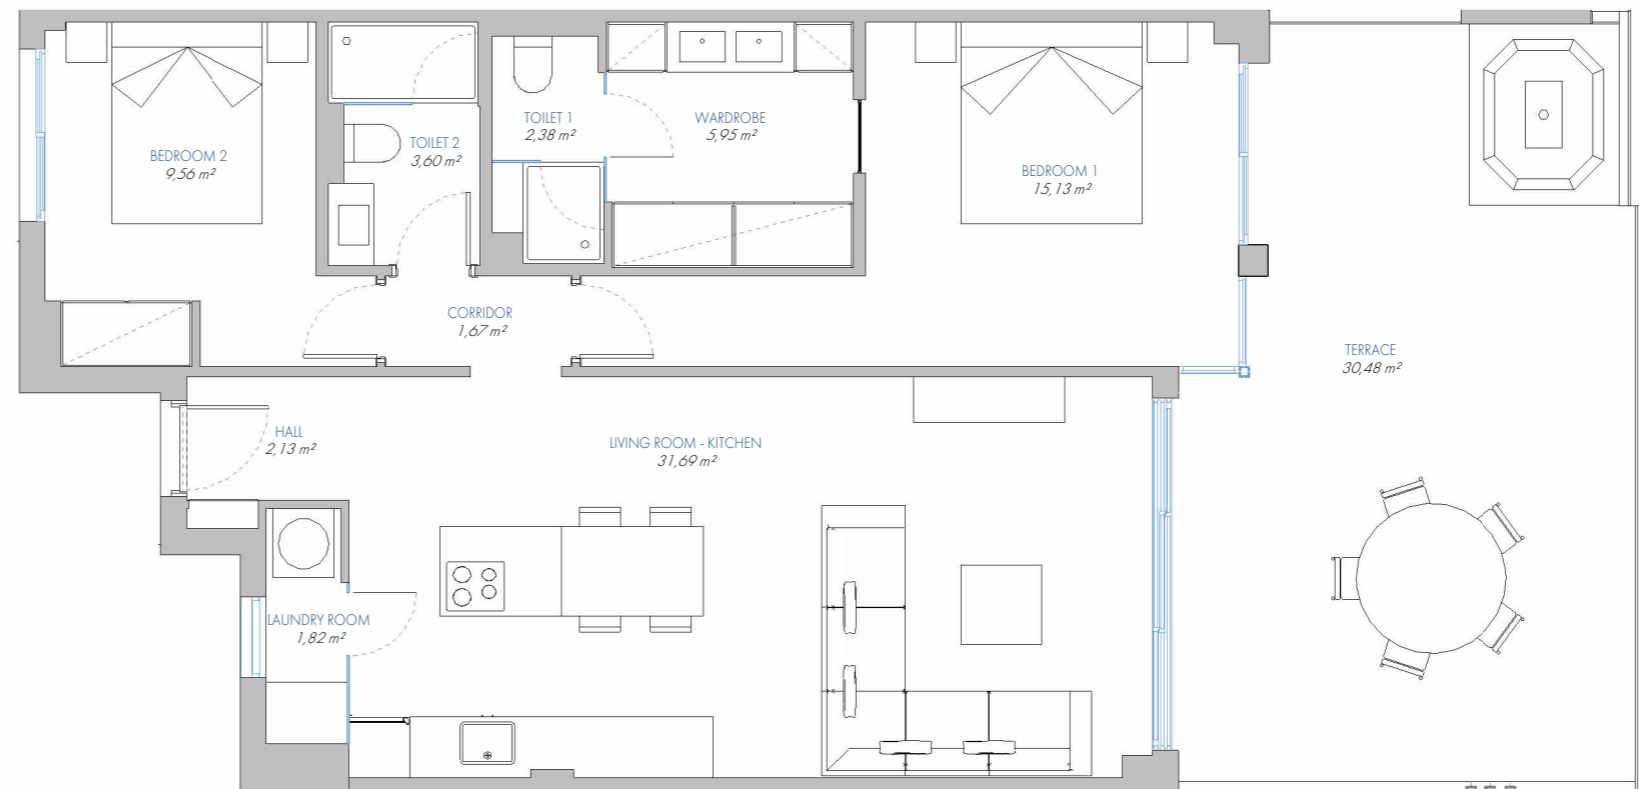 BEDROOM 2
9,56 m²
TOILET 2
3,60 m²
TOILET 1
2,38 m²
WARDROBE
5,95 m²
BEDROOM 1
15,13 m²
CORRIDOR
1,67 m²
TERRACE
30,48 m²
HALL
2,13 m²
LIVING ROOM - KITCHEN
31,69 m²
LAUNDRY ROOM
1,82 m²